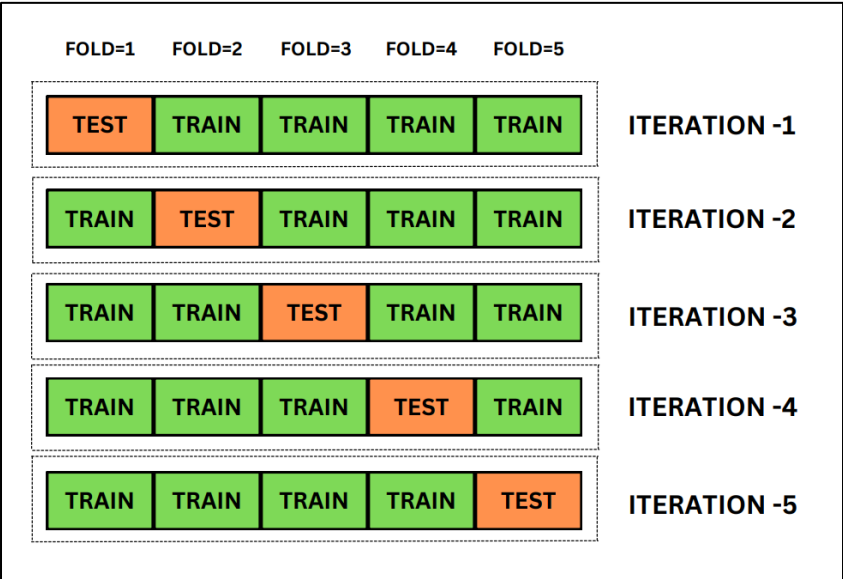 FOLD=1 FOLD=2 FOLD=3 FOLD=4 FOLD=5
TEST TRAIN TRAIN TRAIN TRAIN ITERATION -1
TRAIN TEST TRAIN TRAIN TRAIN ITERATION -2
TRAIN TRAIN TEST TRAIN TRAIN ITERATION -3
TRAIN TRAIN TRAIN TEST TRAIN ITERATION -4
TRAIN TRAIN TRAIN TRAIN TEST ITERATION -5